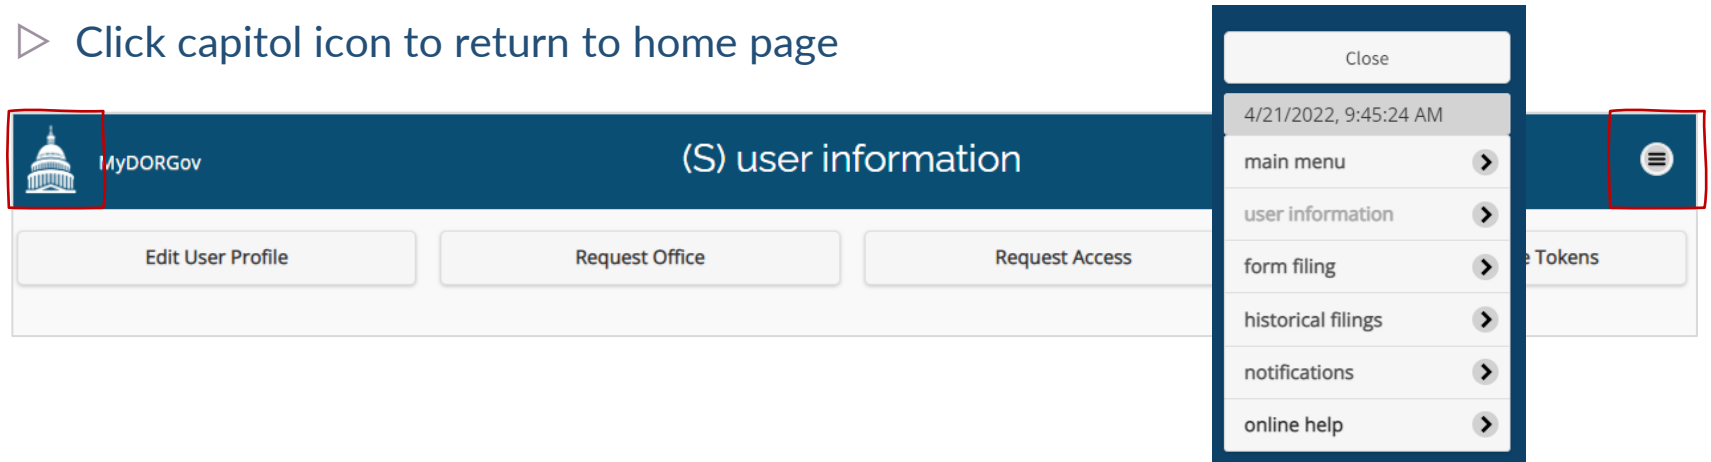 Click capitol icon to return to home page
MyDORGov
(S) user information
Edit User Profile
Request Office
Request Access
Tokens
Close
4/21/2022, 9:45:24 AM
main menu
user information
form filing
historical filings
notifications
online help